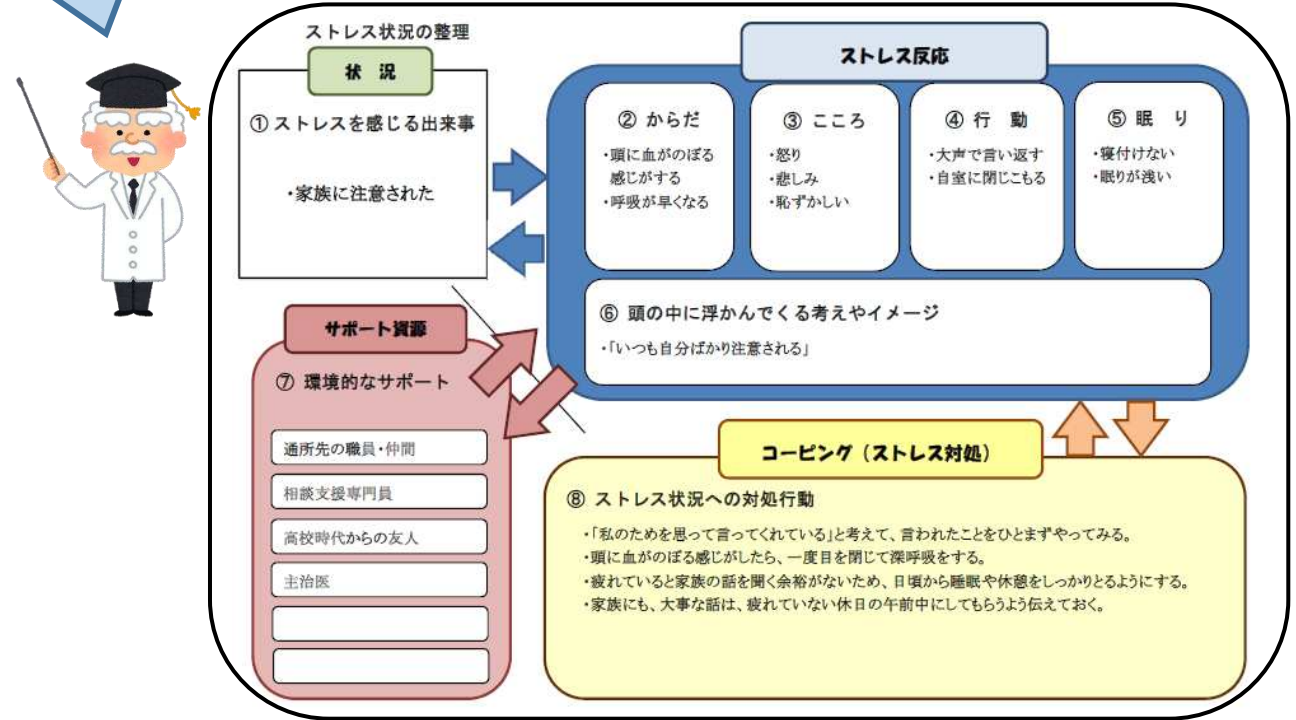 ストレス状況の整理
状　況
① ストレスを感じる出来事
・家族に注意された
ストレス反応
② からだ
・頭に血がのぼる
感じがする
・呼吸が早くなる
③ こころ
・怒り
・悲しみ
・恥ずかしい
④ 行　動
・大声で言い返す
・自室に閉じこもる
⑤ 眠　り
・寝付けない
・眠りが浅い
⑥ 頭の中に浮かんでくる考えやイメージ
・「いつも自分ばかり注意される」
サポート資源
⑦ 環境的なサポート
通所先の職員・仲間
相談支援専門員
高校時代からの友人
主治医
コーピング（ストレス対処）
⑧ ストレス状況への対処行動
・「私のためを思って言ってくれている」と考えて、言われたことをひとまずやってみる。
・頭に血がのぼる感じがしたら、一度目を閉じて深呼吸をする。
・疲れていると家族の話を聞く余裕がないため、日頃から睡眠や休憩をしっかりとるようにする。
・家族にも、大事な話は、疲れていない休日の午前中にしてもらうよう伝えておく。